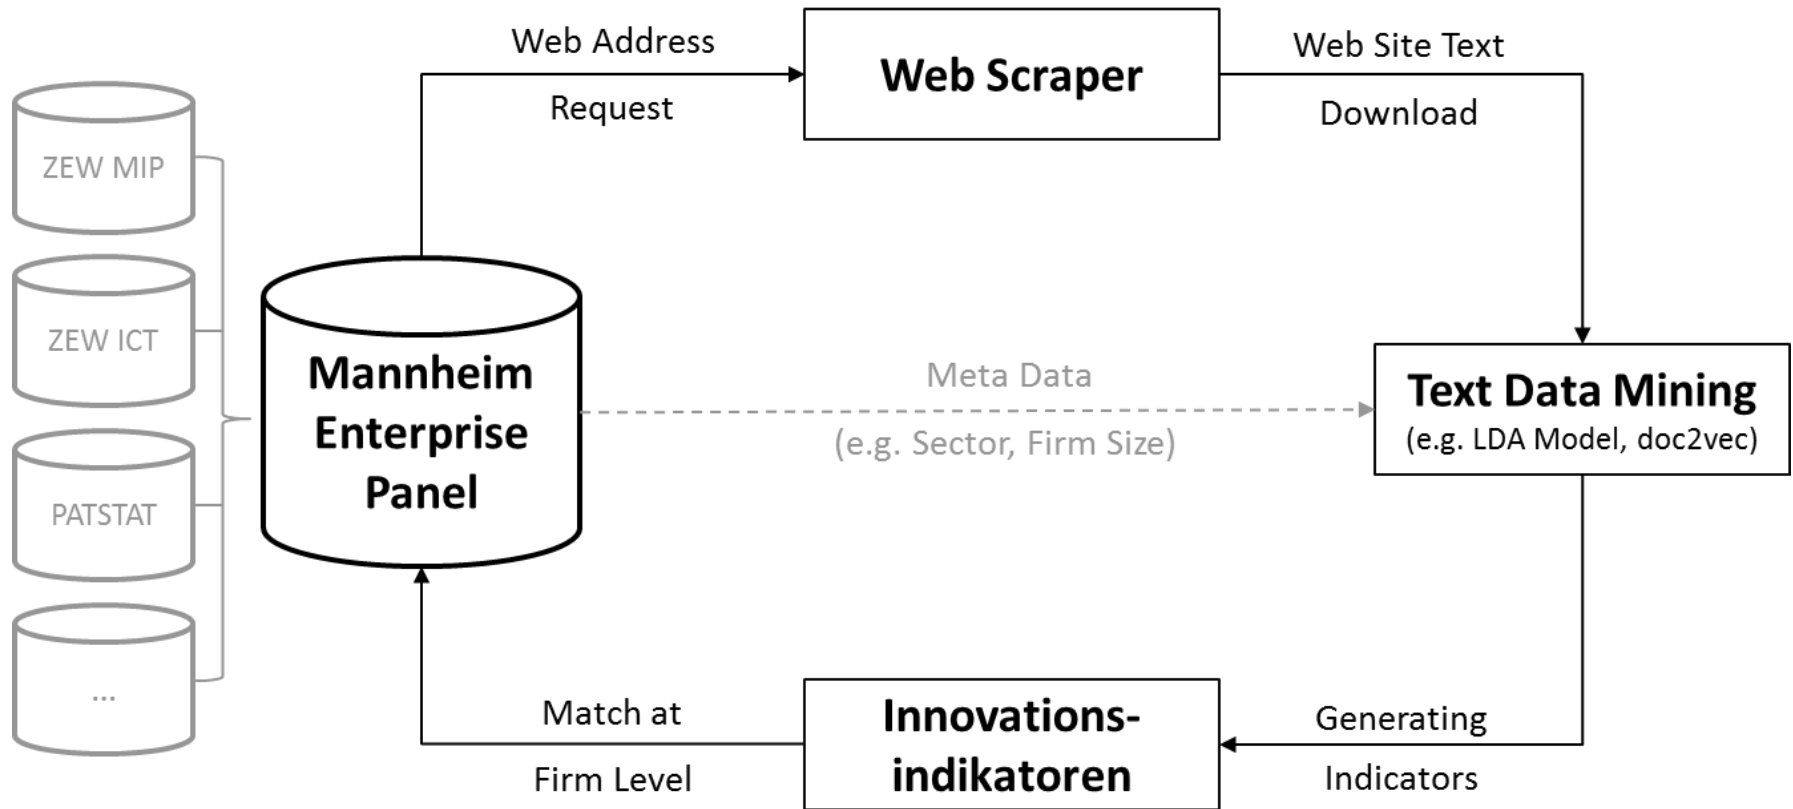 Web Address
Request
Web Scraper
Web Site Text
Download
ZEW MIP
ZEW ICT
PATSTAT
...
Mannheim
Enterprise
Panel
Meta Data
(e.g. Sector, Firm Size)
Text Data Mining
(e.g. LDA Model, doc2vec)
Match at
Firm Level
Innovations-
indikatoren
Generating
Indicators